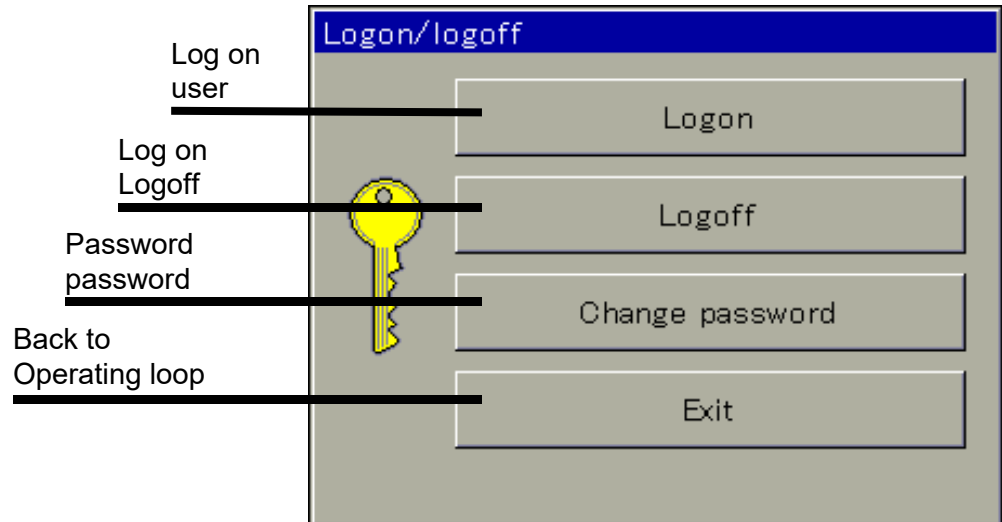 Logon/logoff
Log on
user
Logon
Log on
Logoff
Logoff
Password
password
Change password
Back to
Operating loop
Exit